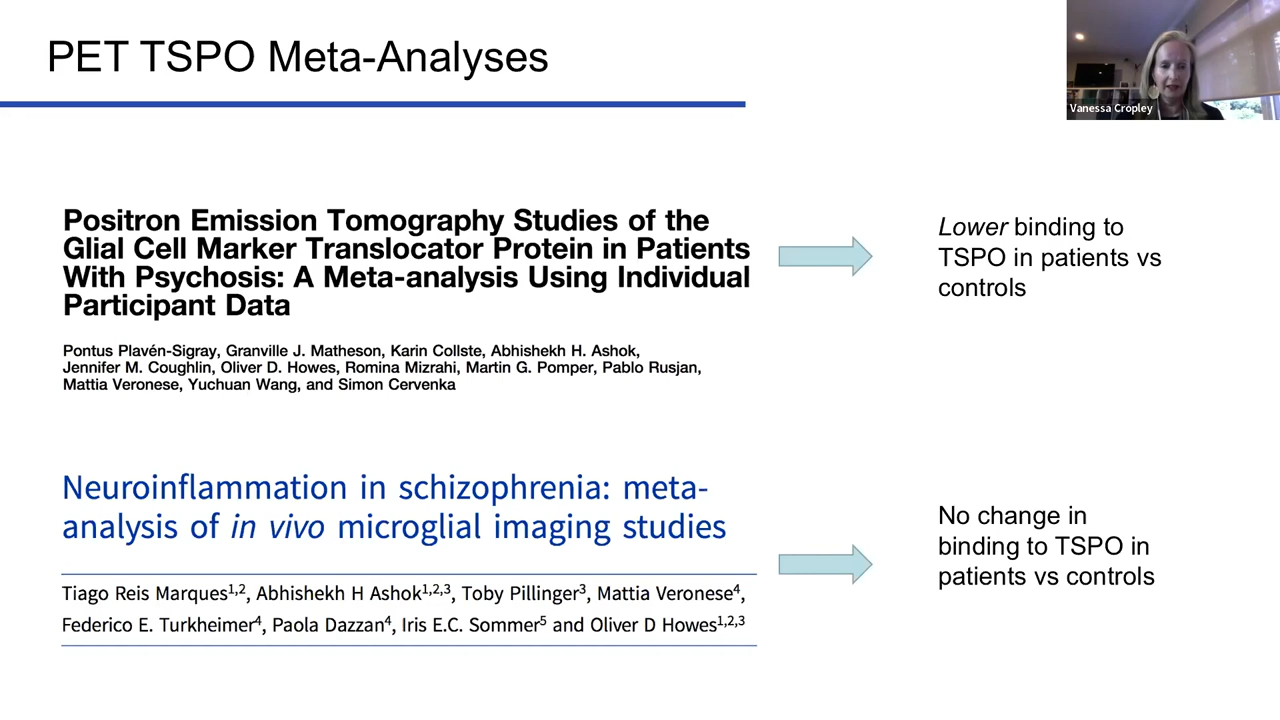 PET TSPO Meta-Analyses
Vanessa Cropley
Positron Emission Tomography Studies of the
Glial Cell Marker Translocator Protein in Patients
With Psychosis: A Meta-analysis Using Individual
Participant Data
Lower binding to
TSPO in patients vs
controls
Pontus Plavén-Sigray, Granville J. Matheson, Karin Collste, Abhishekh H. Ashok,
Jennifer M. Coughlin, Oliver D. Howes, Romina Mizrahi, Martin G. Pomper, Pablo Rusjan,
Mattia Veronese, Yuchuan Wang, and Simon Cervenka
Neuroinflammation in schizophrenia: meta-
analysis of in vivo microglial imaging studies
No change in
binding to TSPO in
patients vs controls
Tiago Reis Marques1,2, Abhishekh H Ashok1,2,3, Toby Pillinger3, Mattia Veronese4,
Federico E. Turkheimer4, Paola Dazzan4, Iris E.C. Sommer5 and Oliver D Howes1,2,3